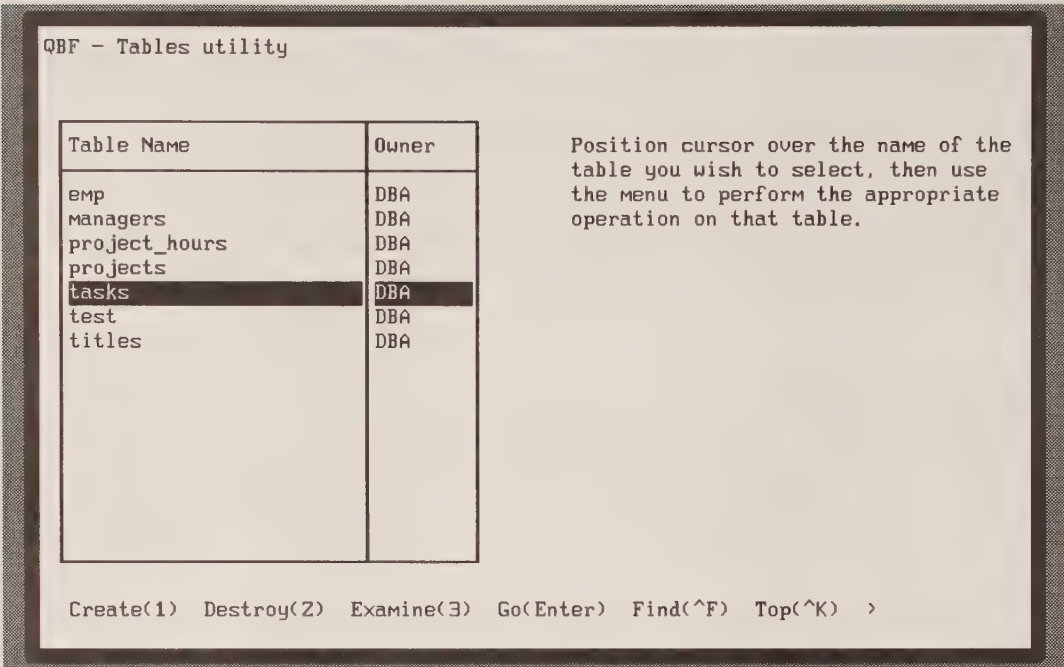 QBF - Tables utility
Table Name Owner
emp DBA
managers DBA
project_hours DBA
projects DBA
tasks DBA
test DBA
titles DBA
Position cursor over the name of the
table you wish to select, then use
the menu to perform the appropriate
operation on that table.
Create(1) Destroy(2) Examine(3) Go(Enter) Find(^F) Top(^K) >